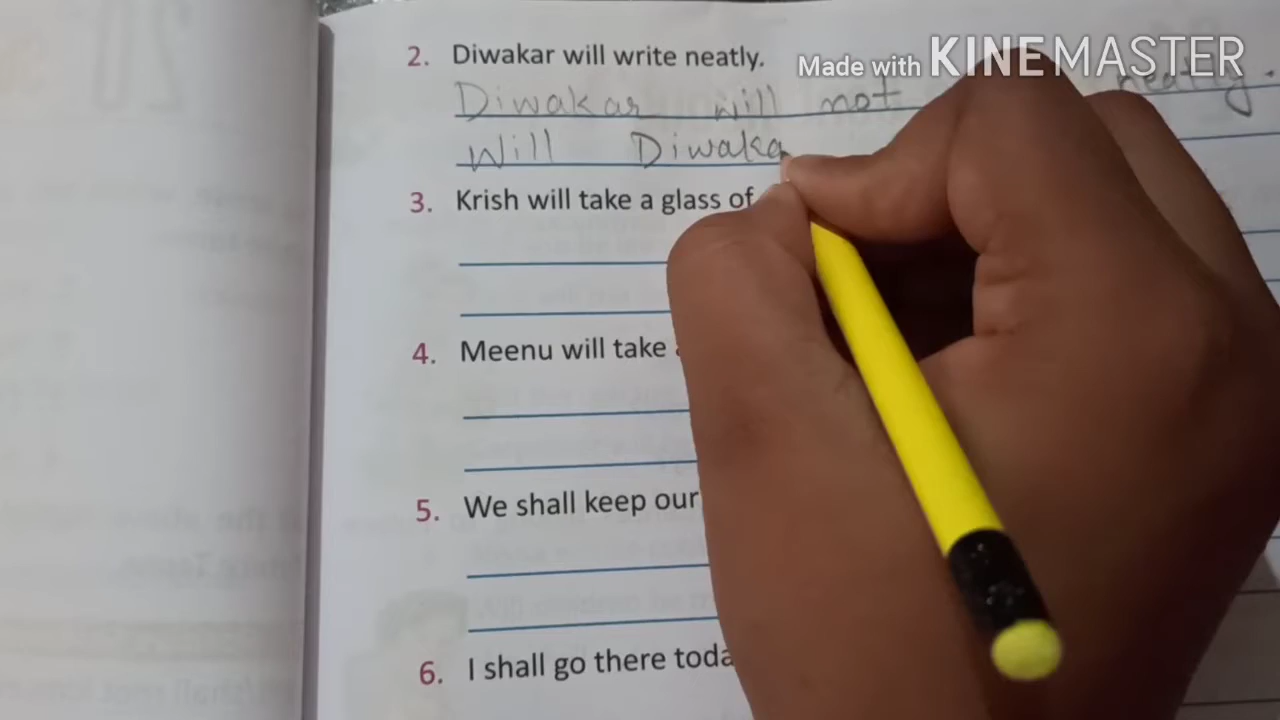 2. Diwakar will write neatly.
Made with KINEMASTER
Diwakar will not neatly.
Will Diwaka
3. Krish will take a glass of
4. Meenu will take
5. We shall keep our
6. I shall go there toda